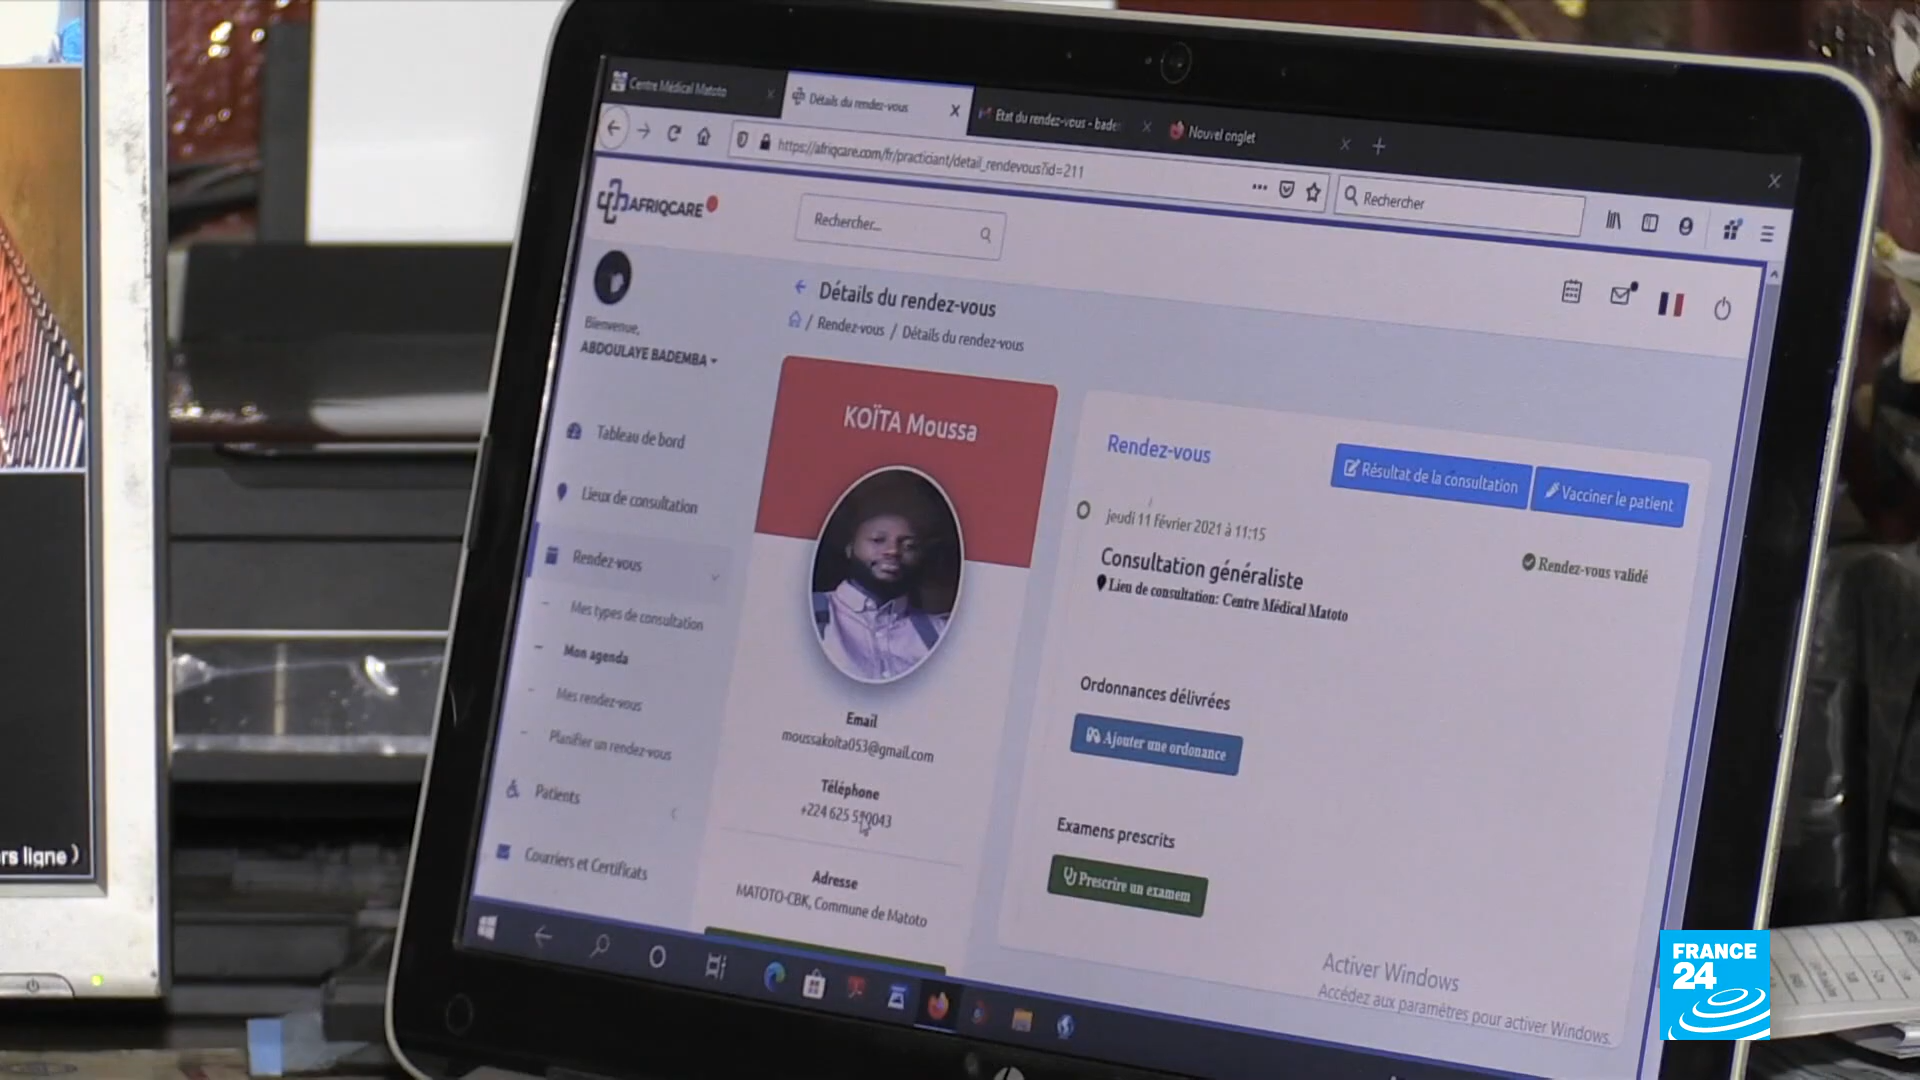 Centre Médical Matoto
Détails du rendez-vous
Etat du rendez-vous - bade
Nouvel onglet
https://afriqcare.com/fr/practiciant/detail_rendevous?id=211
Rechercher
AFRIQCARE
Rechercher...
Bienvenue,
ABDOULAYE BADEMBA
Détails du rendez-vous
/ Rendez-vous / Détails du rendez-vous
Tableau de bord
Lieux de consultation
Rendez-vous
Mes types de consultation
Mon agenda
Mes rendez-vous
Planifier un rendez-vous
Patients
Courriers et Certificats
KOÏTA Moussa
Email
moussakoita053@gmail.com
Téléphone
+224 625 510043
Adresse
MATOTO-CBK, Commune de Matoto
Rendez-vous
Résultat de la consultation
Vacciner le patient
jeudi 11 février 2021 à 11:15
Consultation généraliste
Rendez-vous validé
Lieu de consultation: Centre Médical Matoto
Ordonnances délivrées
Ajouter une ordonance
Examens prescrits
Prescrire un examen
Activer Windows
Accédez aux paramètres pour activer Windows.
rs ligne )
FRANCE
24